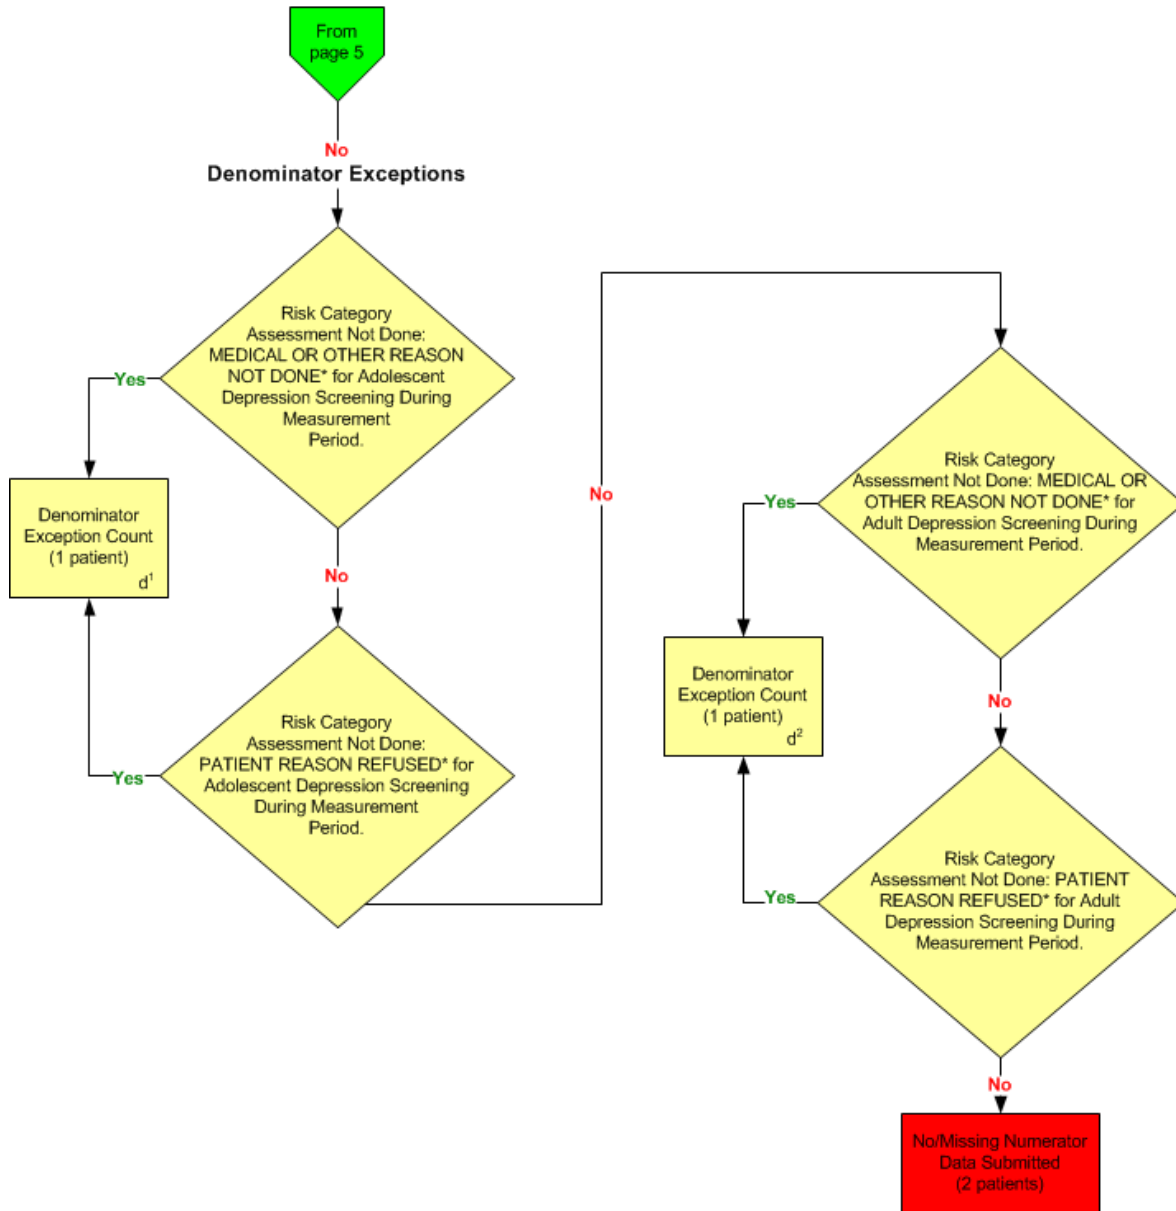 From
page 5
No
Denominator Exceptions
Risk Category
Assessment Not Done:
MEDICAL OR OTHER REASON
NOT DONE* for Adolescent
Depression Screening During
Measurement
Period.
Yes
Denominator
Exception Count
(1 patient)
d¹
No
Risk Category
Assessment Not Done:
PATIENT REASON REFUSED* for
Adolescent Depression Screening
During Measurement
Period.
Yes
No
Risk Category
Assessment Not Done: MEDICAL OR
OTHER REASON NOT DONE* for
Adult Depression Screening During
Measurement Period.
Yes
Denominator
Exception Count
(1 patient)
d²
No
Risk Category
Assessment Not Done: PATIENT
REASON REFUSED* for Adult
Depression Screening During
Measurement Period.
Yes
No
No/Missing Numerator
Data Submitted
(2 patients)